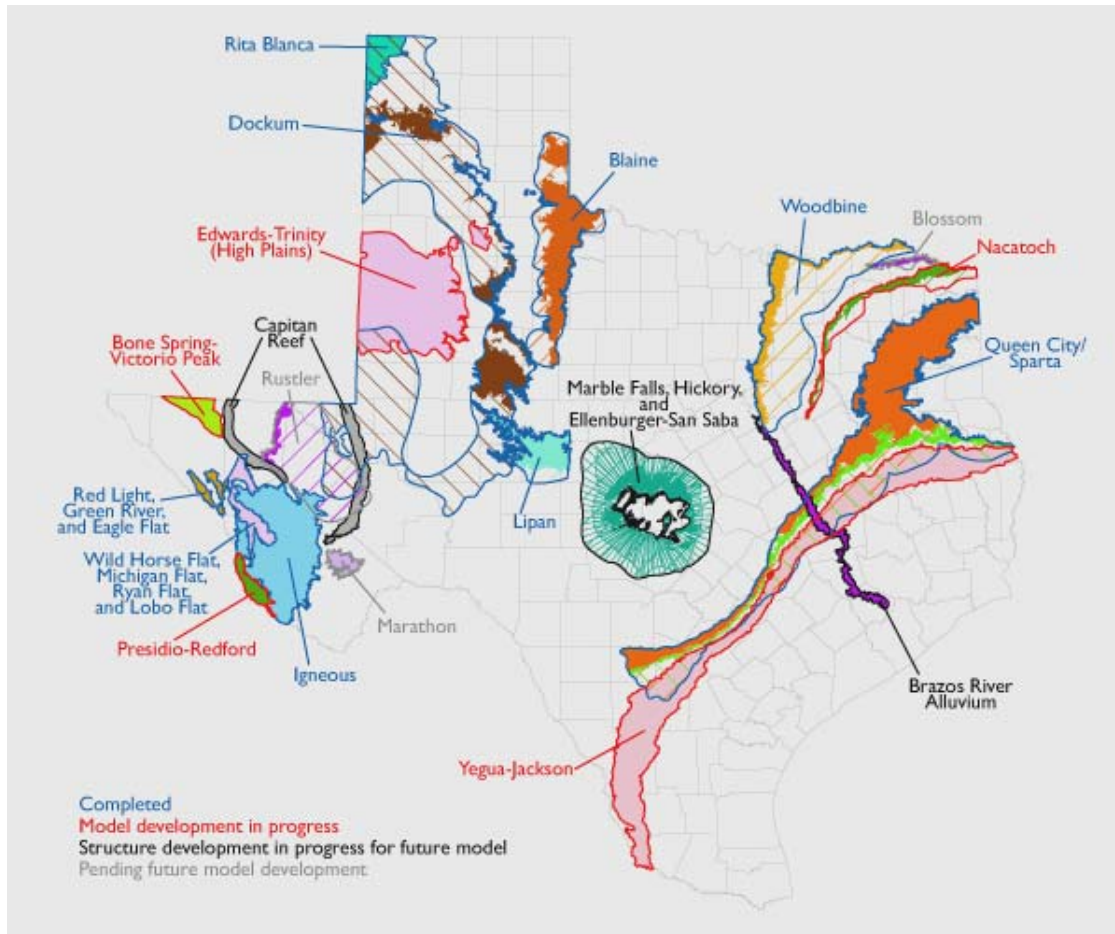 Rita Blanca
Dockum
Blaine
Woodbine
Blossom
Nacatoch
Edwards-Trinity
(High Plains)
Capitan
Reef
Bone Spring-
Victorio Peak
Rustler
Queen City/
Sparta
Marble Falls, Hickory,
and
Ellenburger-San Saba
Red Light,
Green River,
and Eagle Flat
Lipan
Wild Horse Flat,
Michigan Flat,
Ryan Flat,
and Lobo Flat
Marathon
Presidio-Redford
Igneous
Brazos River
Alluvium
Yegua-Jackson
Completed
Model development in progress
Structure development in progress for future model
Pending future model development